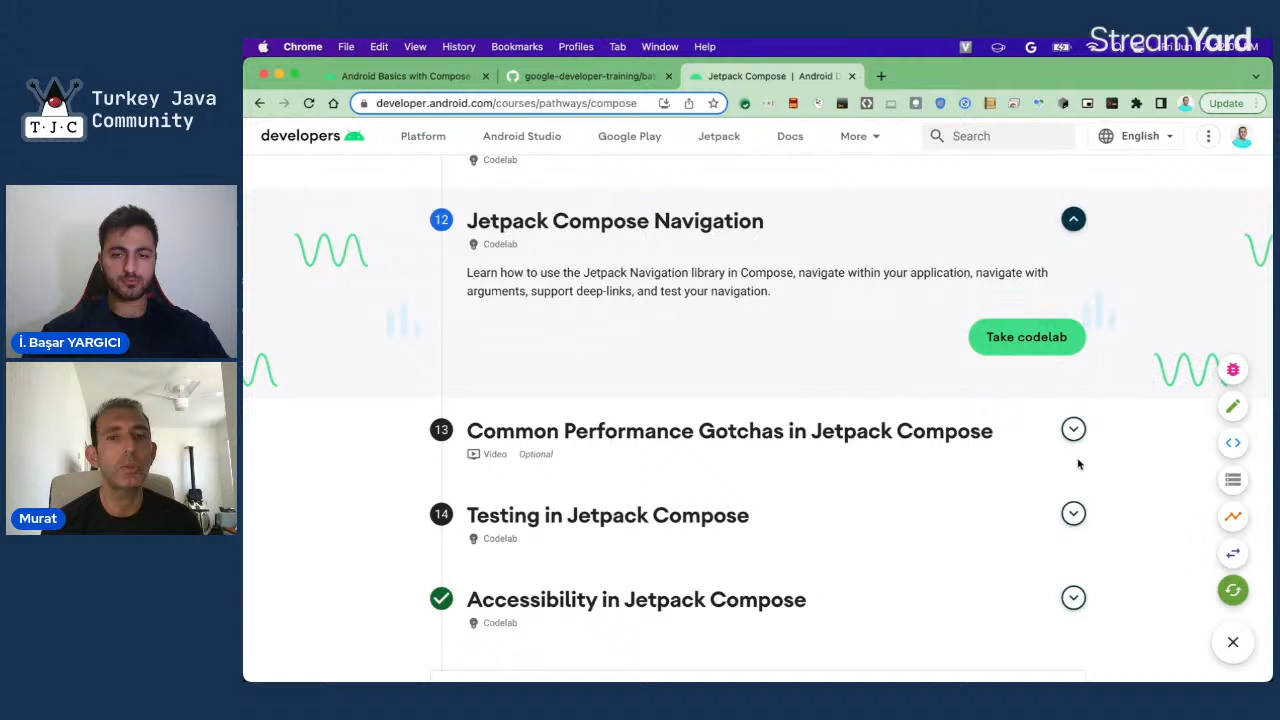 StreamYard
Chrome File Edit View History Bookmarks Profiles Tab Window Help
Android Basics with Compose
google-developer-training/bas
Jetpack Compose | Android D
developer.android.com/courses/pathways/compose
Update
Turkey Java
Community
T·J·C
developers
Platform Android Studio Google Play Jetpack Docs More Search English
Codelab
12 Jetpack Compose Navigation
Codelab
Learn how to use the Jetpack Navigation library in Compose, navigate within your application, navigate with
arguments, support deep-links, and test your navigation.
Take codelab
İ. Başar YARGICI
13 Common Performance Gotchas in Jetpack Compose
Video Optional
14 Testing in Jetpack Compose
Codelab
Murat
Accessibility in Jetpack Compose
Codelab